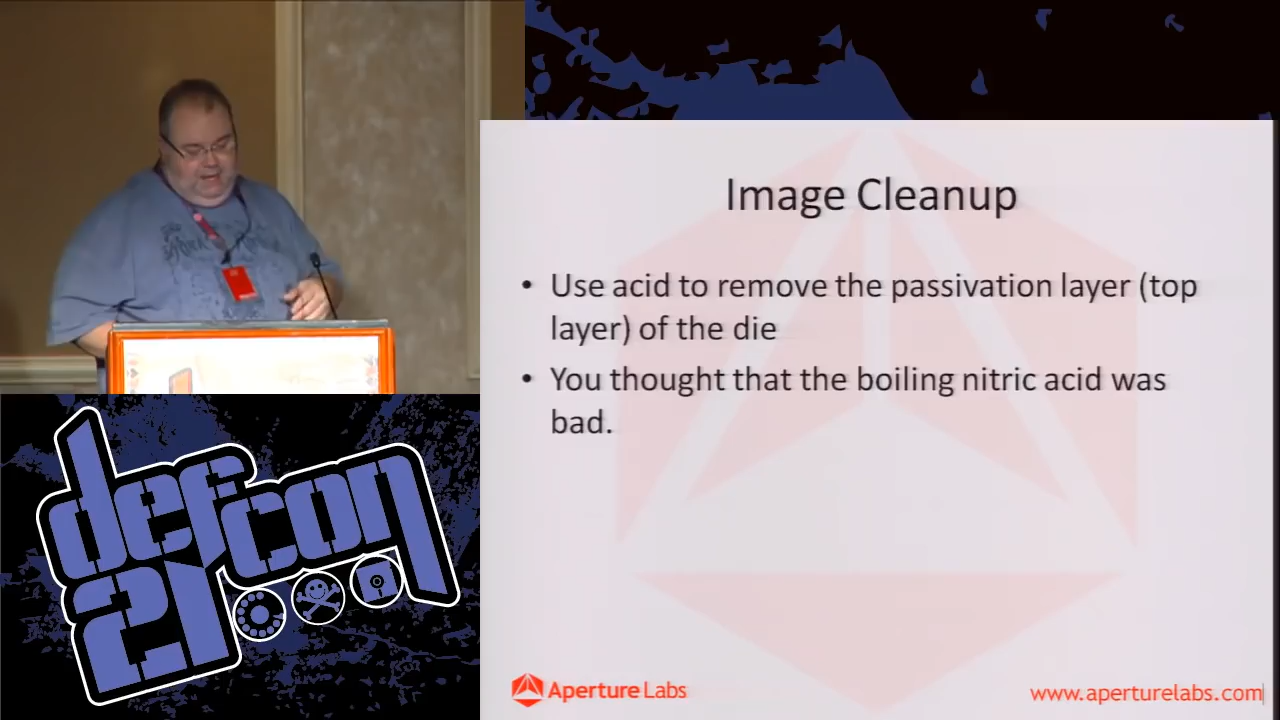 Image Cleanup
• Use acid to remove the passivation layer (top
layer) of the die
• You thought that the boiling nitric acid was
bad.
Aperture Labs
www.aperturelabs.com
defcon
21